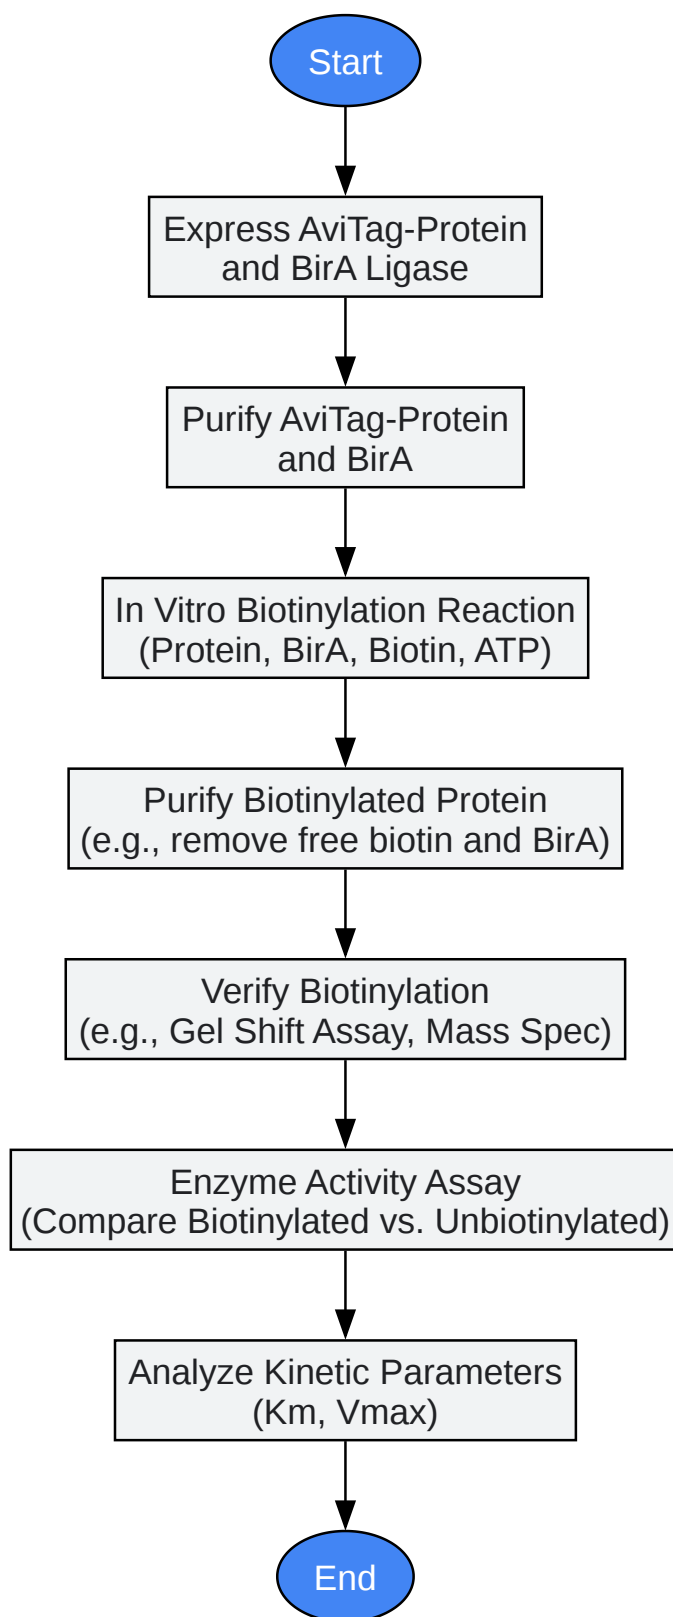 Start
Express AviTag-Protein
and BirA Ligase
Purify AviTag-Protein
and BirA
In Vitro Biotinylation Reaction
(Protein, BirA, Biotin, ATP)
Purify Biotinylated Protein
(e.g., remove free biotin and BirA)
Verify Biotinylation
(e.g., Gel Shift Assay, Mass Spec)
Enzyme Activity Assay
(Compare Biotinylated vs. Unbiotinylated)
Analyze Kinetic Parameters
(Km, Vmax)
End